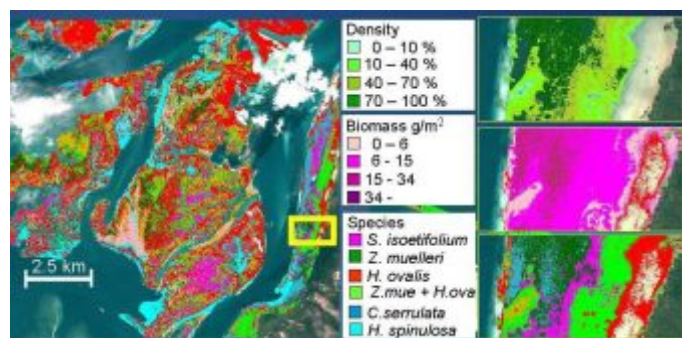 Density
0 – 10 %
10 – 40 %
40 – 70 %
70 – 100 %
Biomass g/m²
0 – 6
6 - 15
15 - 34
34 -
Species
S. isoetifolium
Z. muelleri
H. ovalis
Z.mue + H.ova
C.serrulata
H. spinulosa
2.5 km